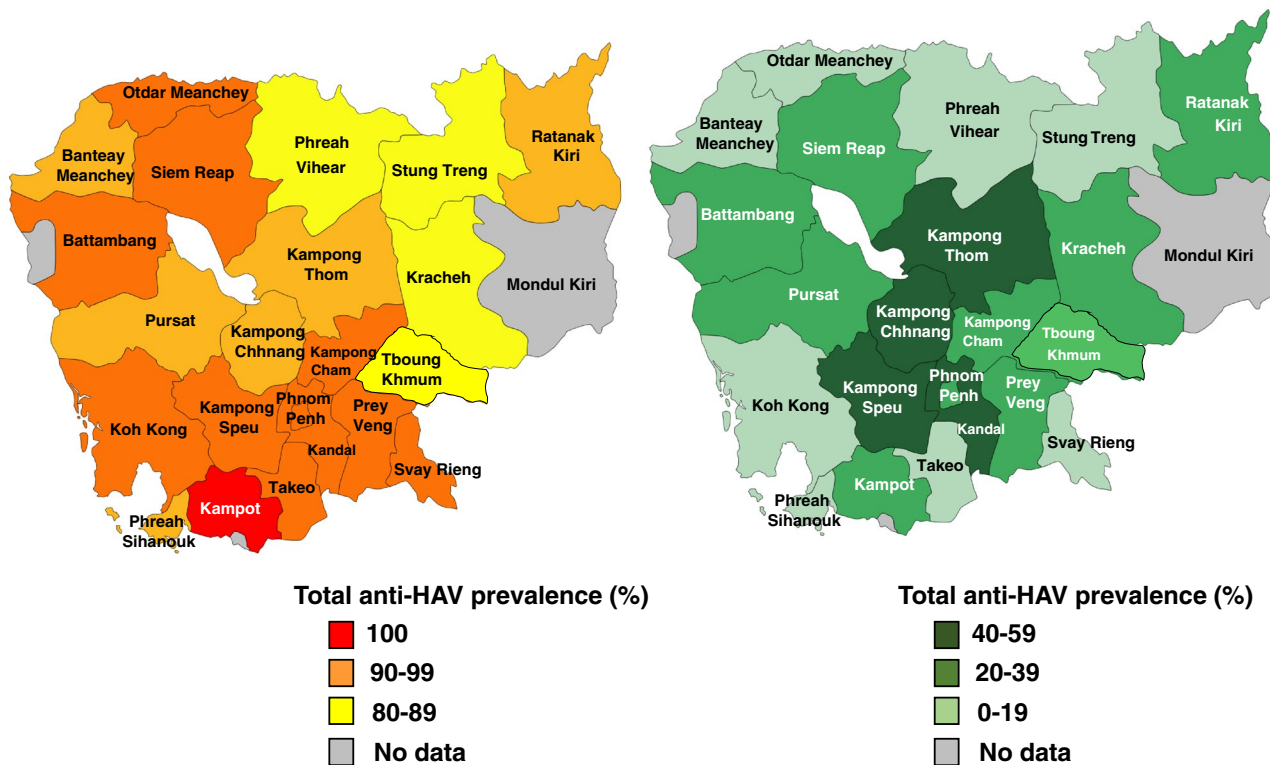 Otdar Meanchey
Banteay
Meanchey
Siem Reap
Phreah
Vihear
Stung Treng
Ratanak
Kiri
Battambang
Kampong
Thom
Kracheh
Mondul Kiri
Pursat
Kampong
Chhnang
Kampong
Cham
Tboung
Khmum
Koh Kong
Kampong
Speu
Phnom
Penh
Prey
Veng
Kandal
Svay Rieng
Takeo
Kampot
Phreah
Sihanouk
Total anti-HAV prevalence (%)
100
90-99
80-89
No data
Otdar Meanchey
Banteay
Meanchey
Siem Reap
Phreah
Vihear
Stung Treng
Ratanak
Kiri
Battambang
Kampong
Thom
Kracheh
Mondul Kiri
Pursat
Kampong
Chhnang
Kampong
Cham
Tboung
Khmum
Koh Kong
Kampong
Speu
Phnom
Penh
Prey
Veng
Kandal
Svay Rieng
Takeo
Kampot
Phreah
Sihanouk
Total anti-HAV prevalence (%)
40-59
20-39
0-19
No data